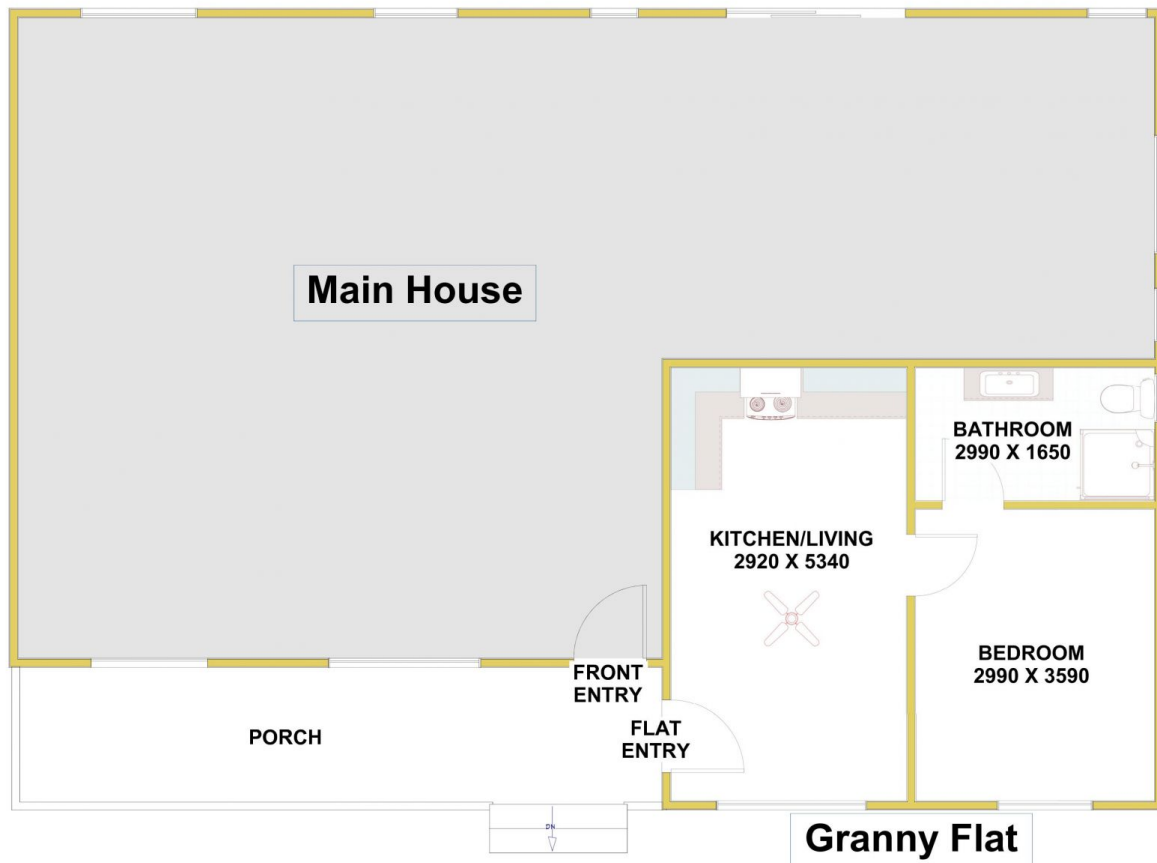 Main House
BATHROOM
2990 X 1650
KITCHEN/LIVING
2920 X 5340
BEDROOM
2990 X 3590
FRONT
ENTRY
FLAT
ENTRY
PORCH
DN
Granny Flat